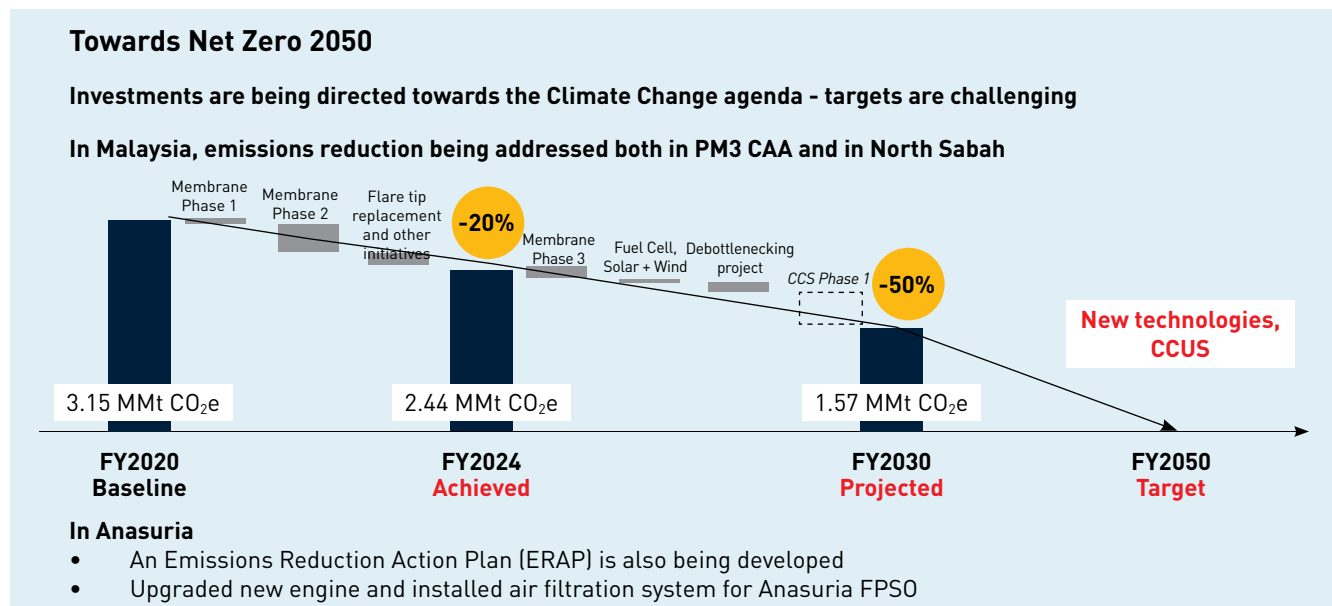 Towards Net Zero 2050
Investments are being directed towards the Climate Change agenda - targets are challenging
In Malaysia, emissions reduction being addressed both in PM3 CAA and in North Sabah
Membrane
Phase 1
Membrane
Phase 2
Flare tip
replacement
and other
initiatives
-20%
Membrane
Phase 3
Fuel Cell,
Solar + Wind
Debottlenecking
project
CCS Phase 1
-50%
New technologies,
CCUS
3.15 MMt CO₂e
2.44 MMt CO₂e
1.57 MMt CO₂e
FY2020
Baseline
FY2024
Achieved
FY2030
Projected
FY2050
Target
In Anasuria
• An Emissions Reduction Action Plan (ERAP) is also being developed
• Upgraded new engine and installed air filtration system for Anasuria FPSO